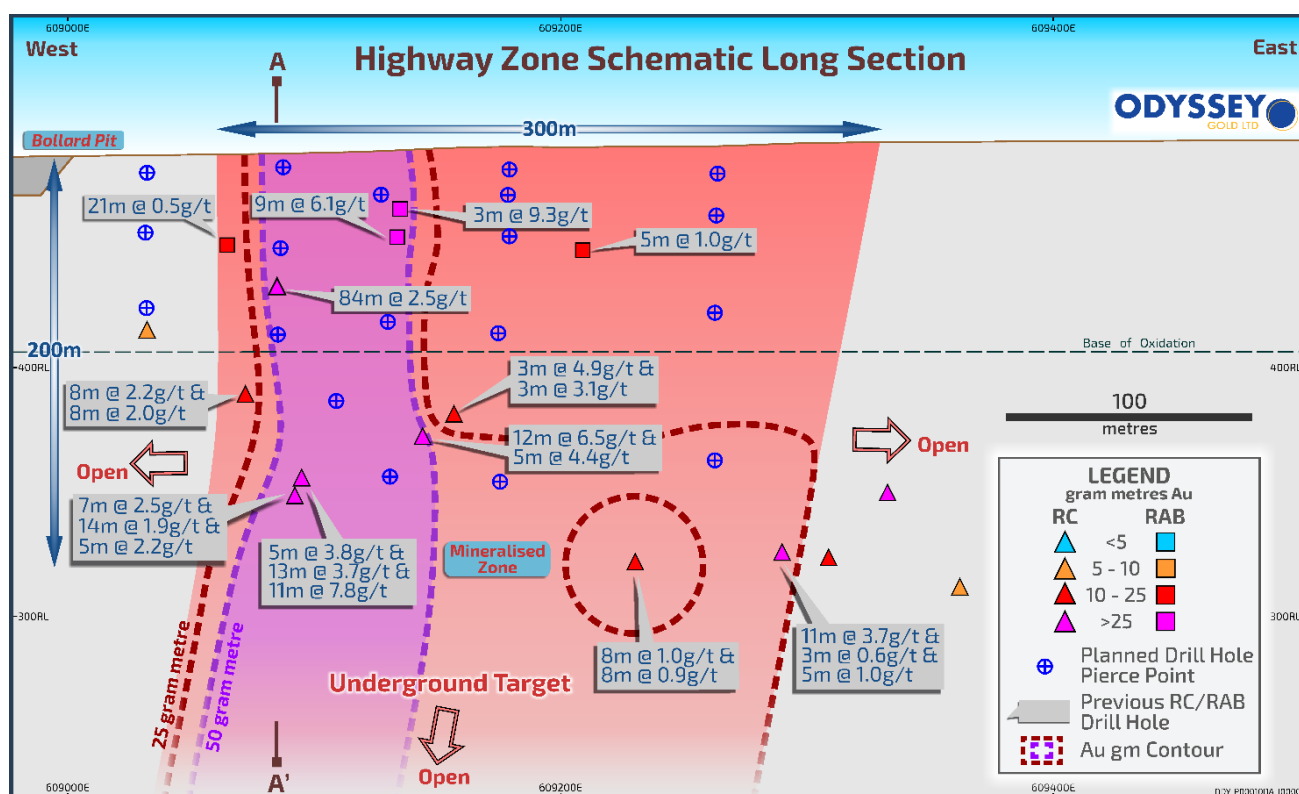 609000E
609200E
609400E
West
A
Highway Zone Schematic Long Section
East
ODYSSEY
GOLD LTD
300m
Bollard Pit
21m @ 0.5g/t
9m @ 6.1g/t
3m @ 9.3g/t
5m @ 1.0g/t
84m @ 2.5g/t
200m
Base of Oxidation
400RL
400RL
8m @ 2.2g/t &
8m @ 2.0g/t
3m @ 4.9g/t &
3m @ 3.1g/t
12m @ 6.5g/t &
5m @ 4.4g/t
100
metres
Open
Open
7m @ 2.5g/t &
14m @ 1.9g/t &
5m @ 2.2g/t
5m @ 3.8g/t &
13m @ 3.7g/t &
11m @ 7.8g/t
Mineralised
Zone
LEGEND
gram metres Au
RC
RAB
<5
5 - 10
10 - 25
>25
Planned Drill Hole
Pierce Point
Previous RC/RAB
Drill Hole
Au gm Contour
300RL
300RL
11m @ 3.7g/t &
3m @ 0.6g/t &
5m @ 1.0g/t
8m @ 1.0g/t &
8m @ 0.9g/t
25 gram metre
50 gram metre
Underground Target
Open
A'
609000E
609200E
609400E